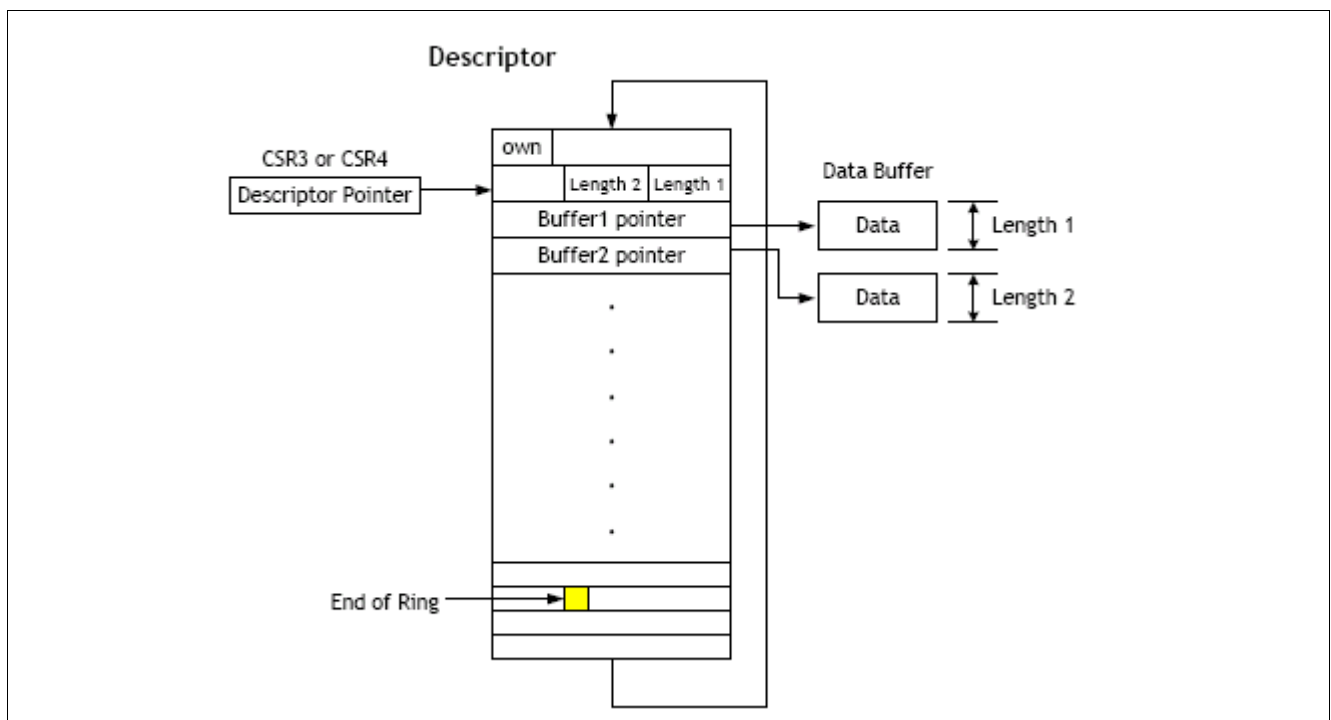 Descriptor
own
CSR3 or CSR4
Descriptor Pointer
Length 2 Length 1
Data Buffer
Buffer1 pointer
Data
Length 1
Buffer2 pointer
Data
Length 2
End of Ring